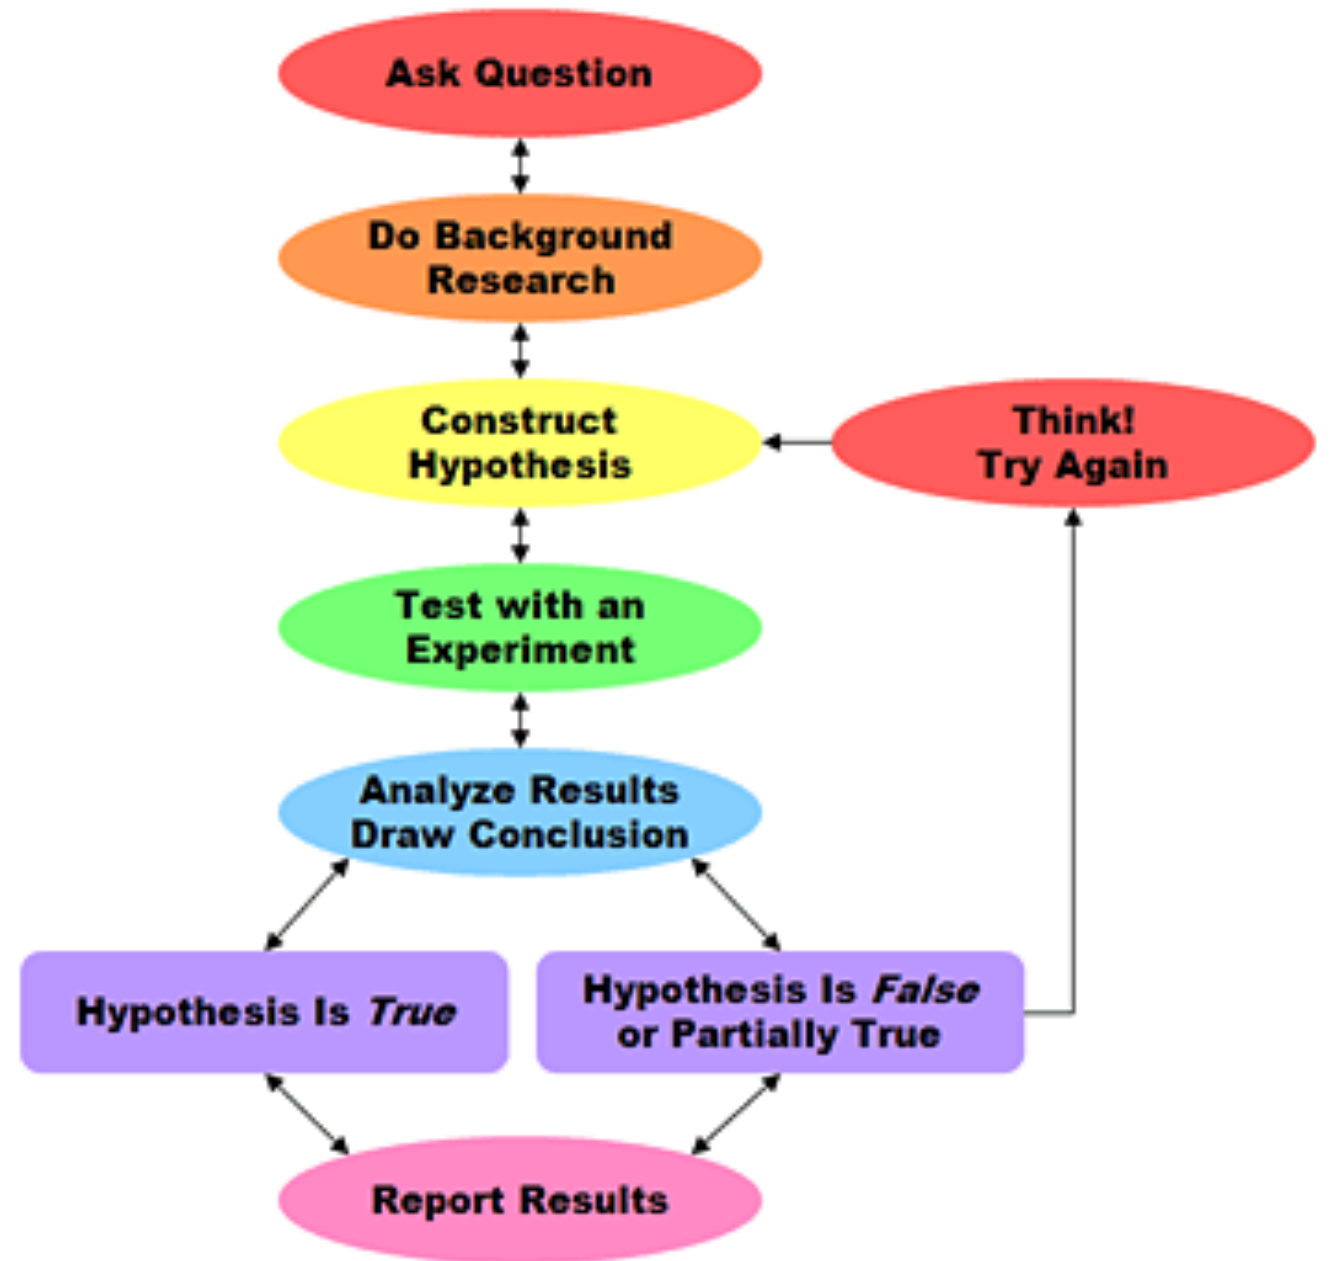 Ask Question
Do Background
Research
Construct
Hypothesis
Think!
Try Again
Test with an
Experiment
Analyze Results
Draw Conclusion
Hypothesis Is True
Hypothesis Is False
or Partially True
Report Results